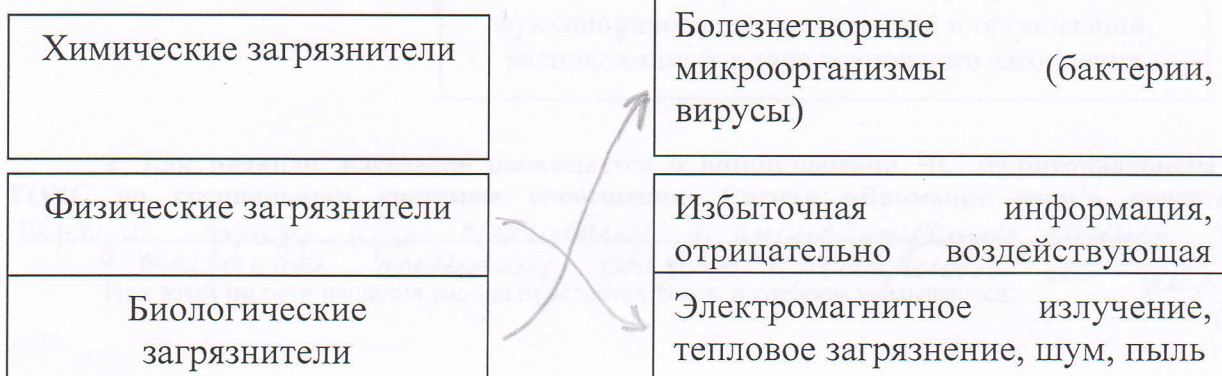 Химические загрязнители
Болезнетворные
микроорганизмы (бактерии,
вирусы)
Физические загрязнители
Избыточная информация,
отрицательно воздействующая
Биологические
загрязнители
Электромагнитное излучение,
тепловое загрязнение, шум, пыль